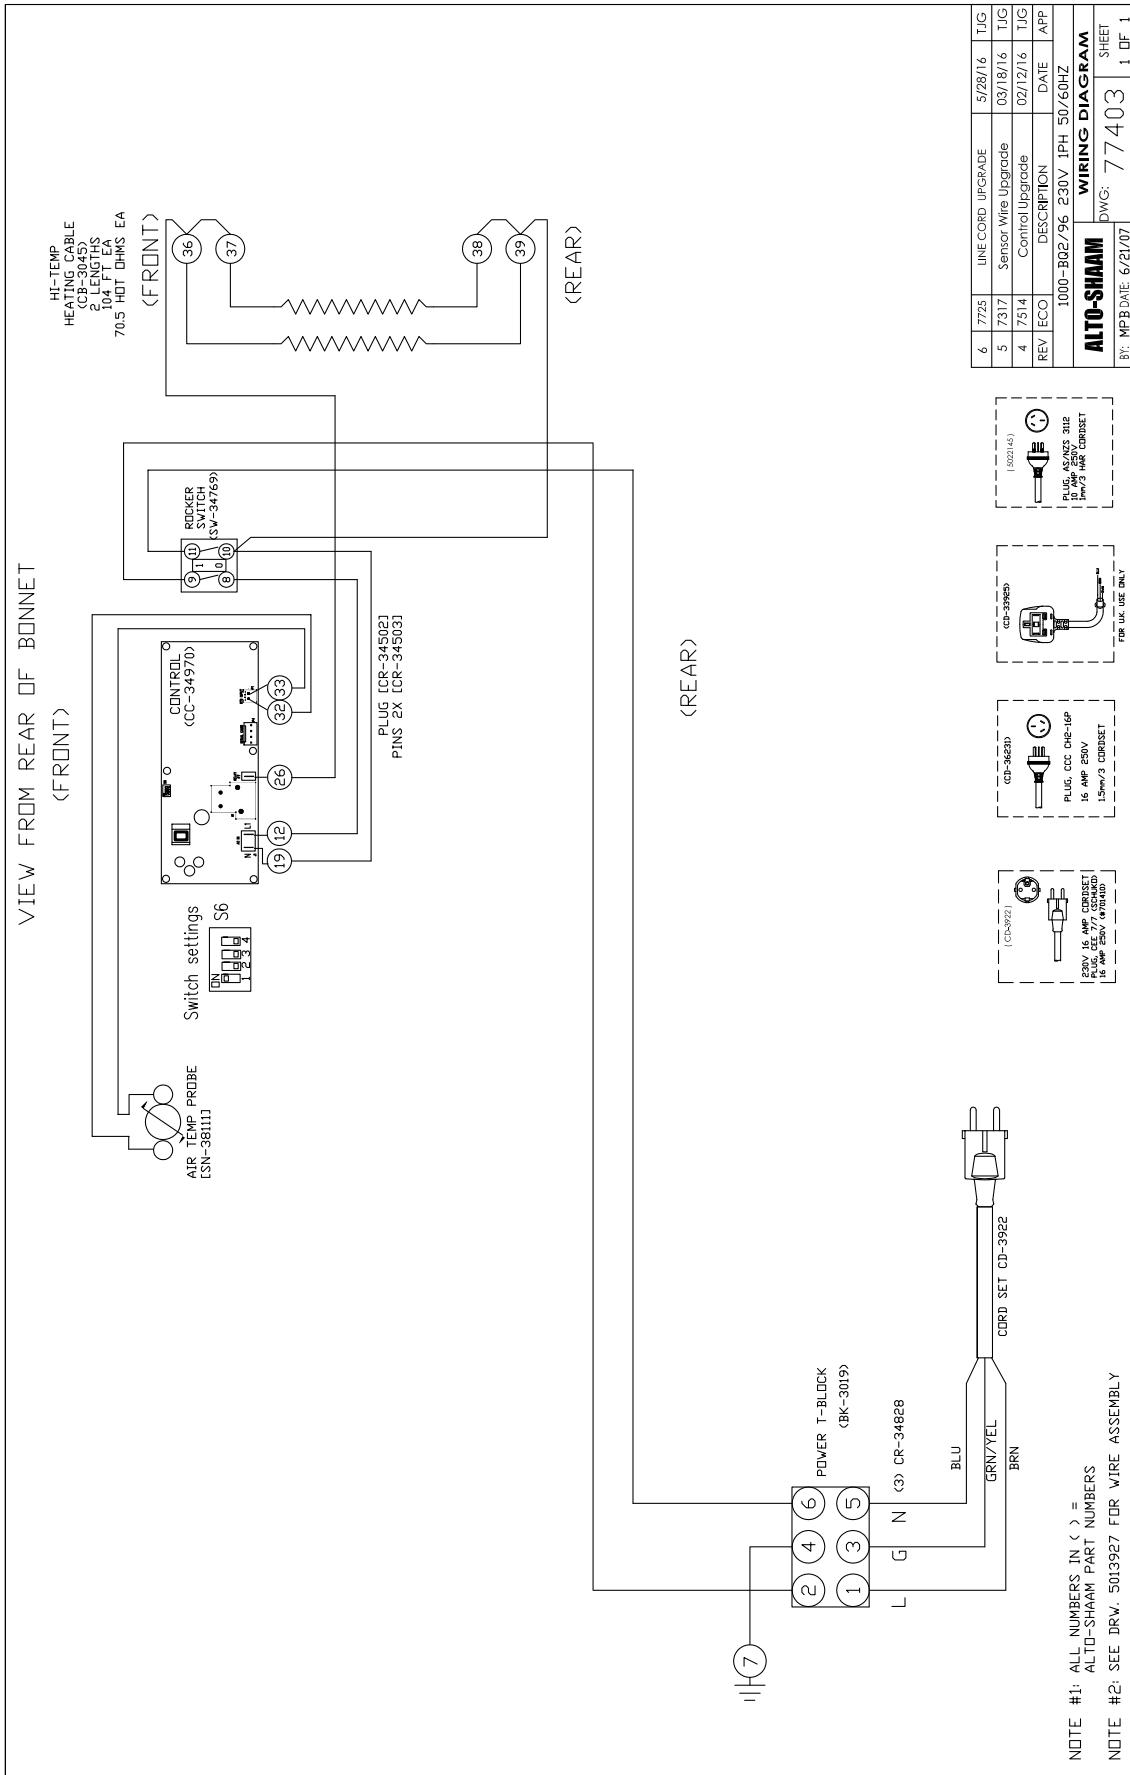 VIEW FROM REAR OF BONNET
(FRONT)
HI-TEMP
HEATING CABLE
(CB-3045)
2 LENGTHS
104 FT EA
70.5 HOT OHMS EA
(FRONT)
36
37
38
39
(REAR)
ROCKER
SWITCH
(SW-34769)
9
11
1
0
8
10
CONTROL
(CC-34970)
N
L1
19
12
26
32
33
PLUG [CR-34502]
PINS 2X [CR-34503]
Switch settings
S6
ON
1 2 3 4
AIR TEMP PROBE
[SN-38111]
(REAR)
POWER T-BLOCK
(BK-3019)
2
4
6
1
3
5
7
L
G
N
(3) CR-34828
BLU
GRN/YEL
BRN
CORD SET CD-3922
NOTE #1: ALL NUMBERS IN ( ) =
ALTO-SHAAM PART NUMBERS
NOTE #2: SEE DRW. 5013927 FOR WIRE ASSEMBLY
( CD-3922 )
230V 16 AMP CORDSET
PLUG, CEE 7/7 (SCHUKO)
16 AMP 250V (#701410)
(CD-36231)
PLUG, CCC CH2-16P
16 AMP 250V
1.5mm/3 CORDSET
(CD-33925)
FOR U.K. USE ONLY
( 5022145 )
PLUG, AS/NZS 3112
10 AMP 250V
1mm/3 HAR CORDSET
6 7725 LINE CORD UPGRADE 5/28/16 TJG
5 7317 Sensor Wire Upgrade 03/18/16 TJG
4 7514 Control Upgrade 02/12/16 TJG
REV ECO DESCRIPTION DATE APP
1000-BQ2/96 230V 1PH 50/60HZ
ALTO-SHAAM
WIRING DIAGRAM
BY: MPB DATE: 6/21/07
DWG: 77403
SHEET
1 OF 1